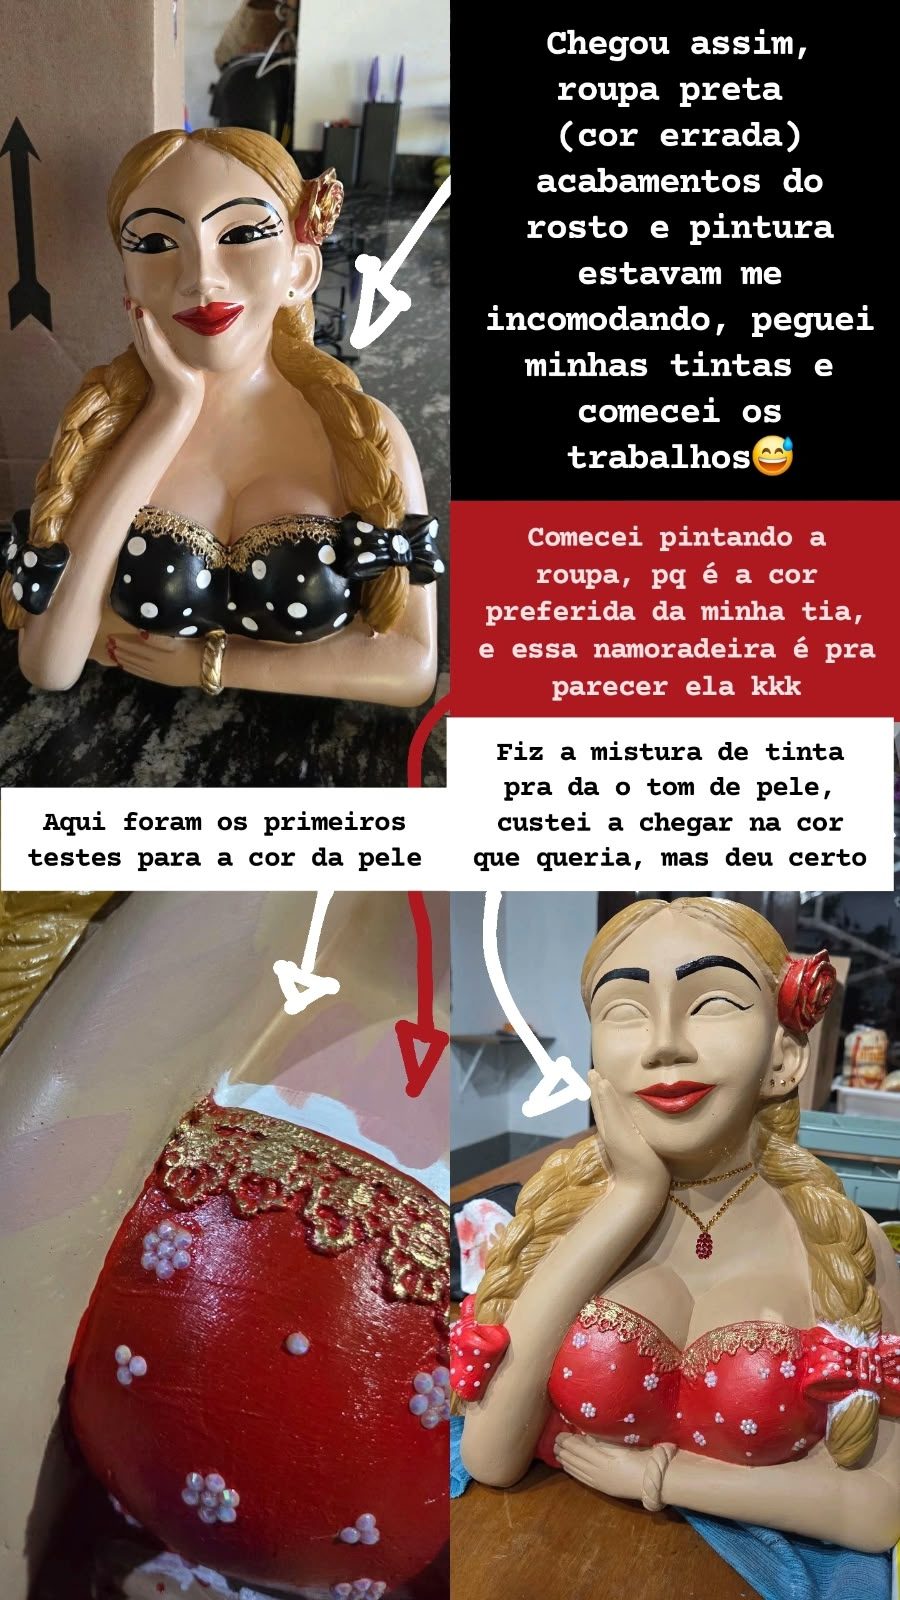 Chegou assim,
roupa preta
(cor errada)
acabamentos do
rosto e pintura
estavam me
incomodando, peguei
minhas tintas e
comecei os
trabalhos😅
Comecei pintando a
roupa, pq é a cor
preferida da minha tia,
e essa namoradeira é pra
parecer ela kkk
Fiz a mistura de tinta
pra da o tom de pele,
custei a chegar na cor
que queria, mas deu certo
Aqui foram os primeiros
testes para a cor da pele